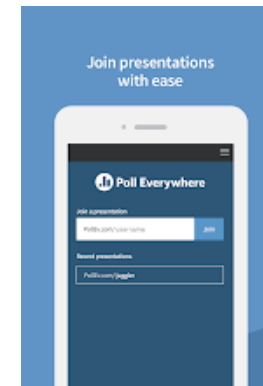 Join presentations
with ease
Poll Everywhere
Join a presentation
PollEv.com/username
Join
Recent presentations
PollEv.com/juggler